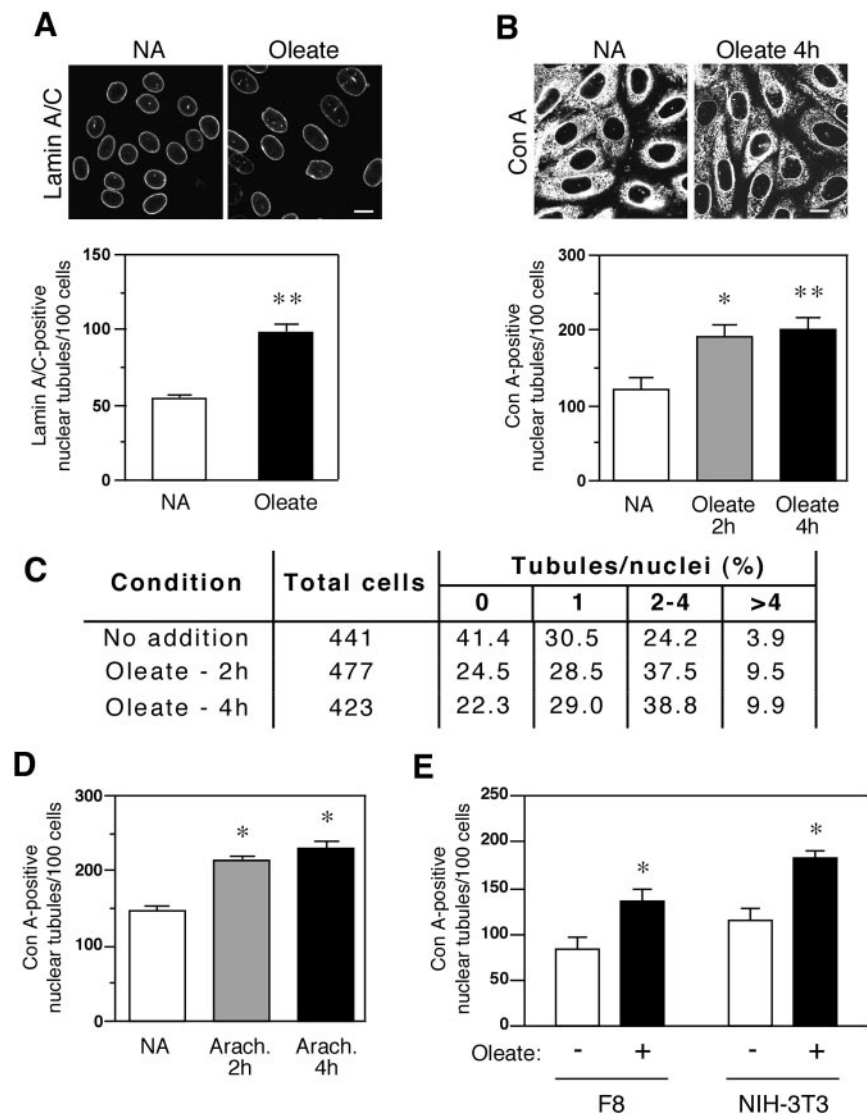 A
NA Oleate
Lamin A/C
Lamin A/C-positive
nuclear tubules/100 cells
150
100
50
0
**
NA Oleate
B
NA Oleate 4h
Con A
Con A-positive
nuclear tubules/100 cells
300
200
100
0
* **
NA Oleate Oleate
2h 4h
C
Condition Total cells Tubules/nuclei (%)
0 1 2-4 >4
No addition 441 41.4 30.5 24.2 3.9
Oleate - 2h 477 24.5 28.5 37.5 9.5
Oleate - 4h 423 22.3 29.0 38.8 9.9
D
Con A-positive
nuclear tubules/100 cells
300
200
100
0
* *
NA Arach. Arach.
2h 4h
E
Con A-positive
nuclear tubules/100 cells
250
200
150
100
50
0
* *
Oleate: - + - +
F8 NIH-3T3